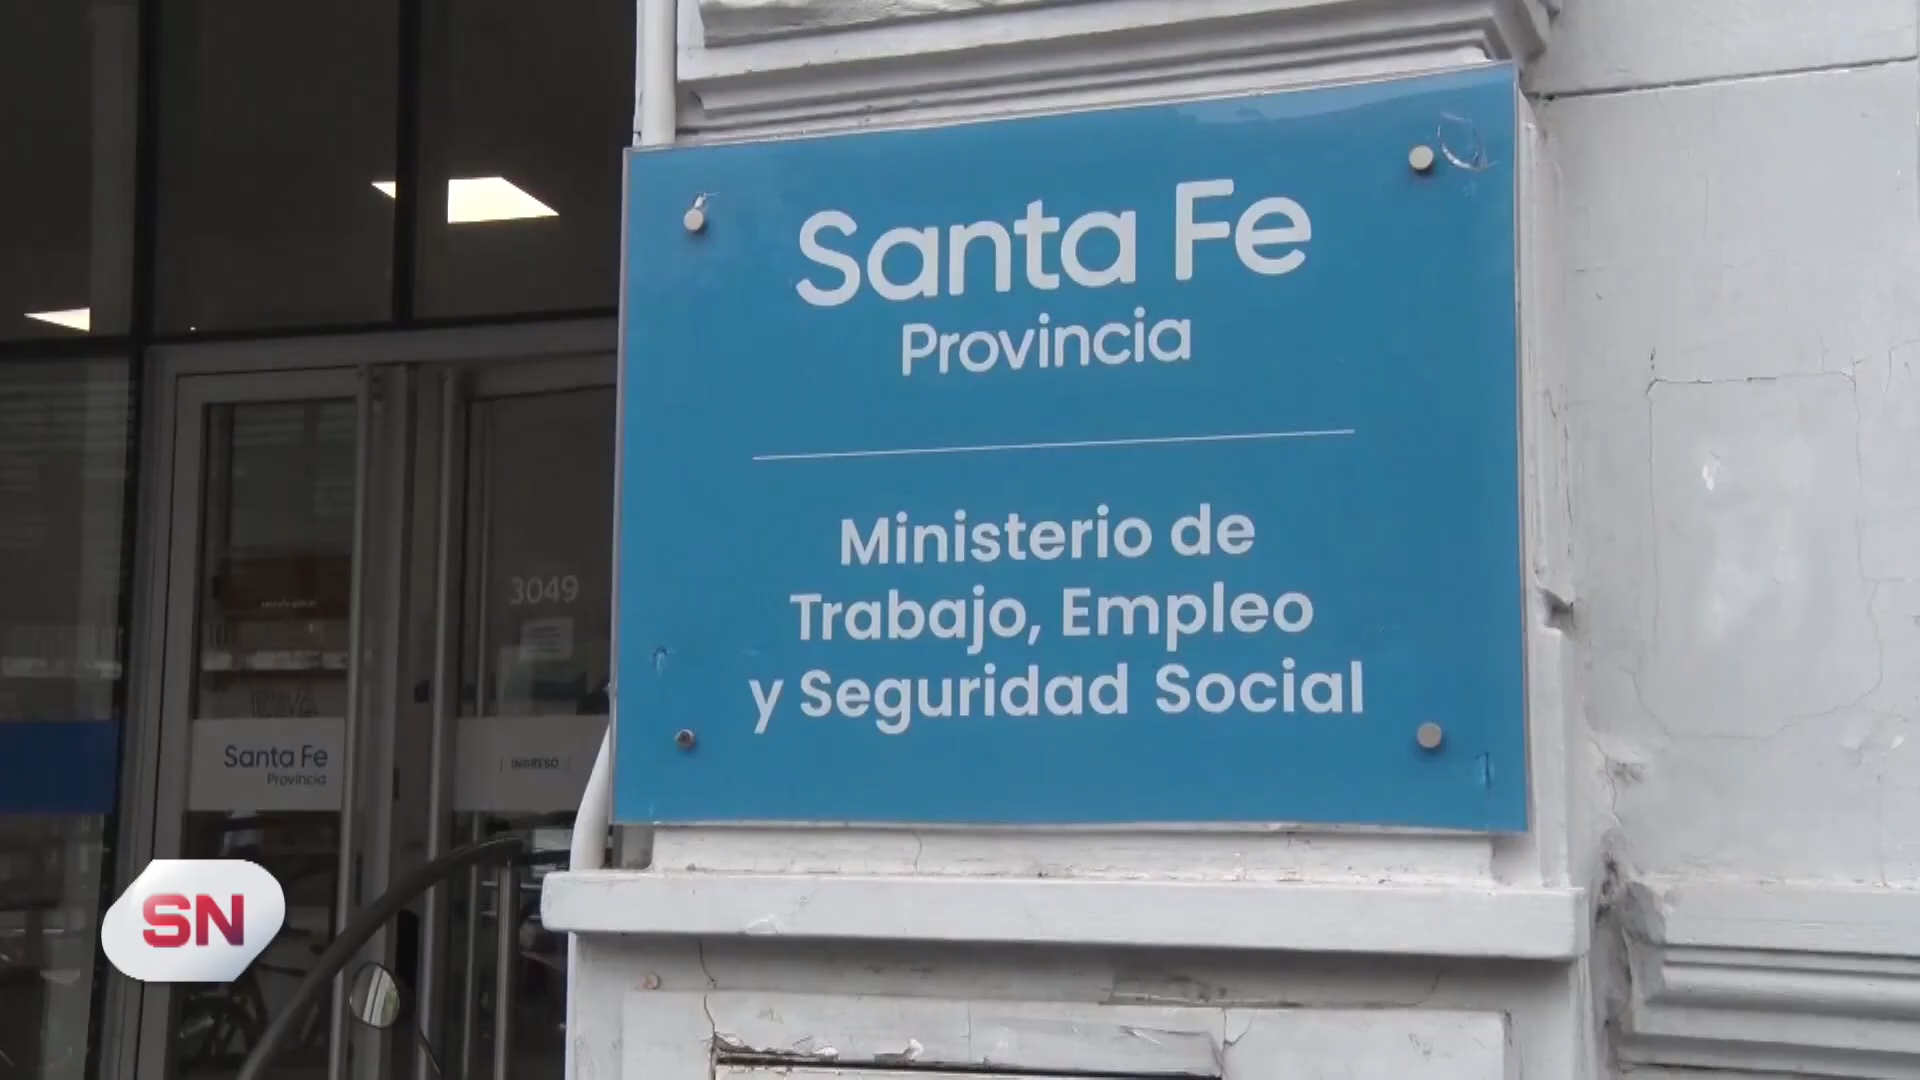 Santa Fe
Provincia
Ministerio de
Trabajo, Empleo
y Seguridad Social
3049
Santa Fe
Provincia
INGRESO
SN